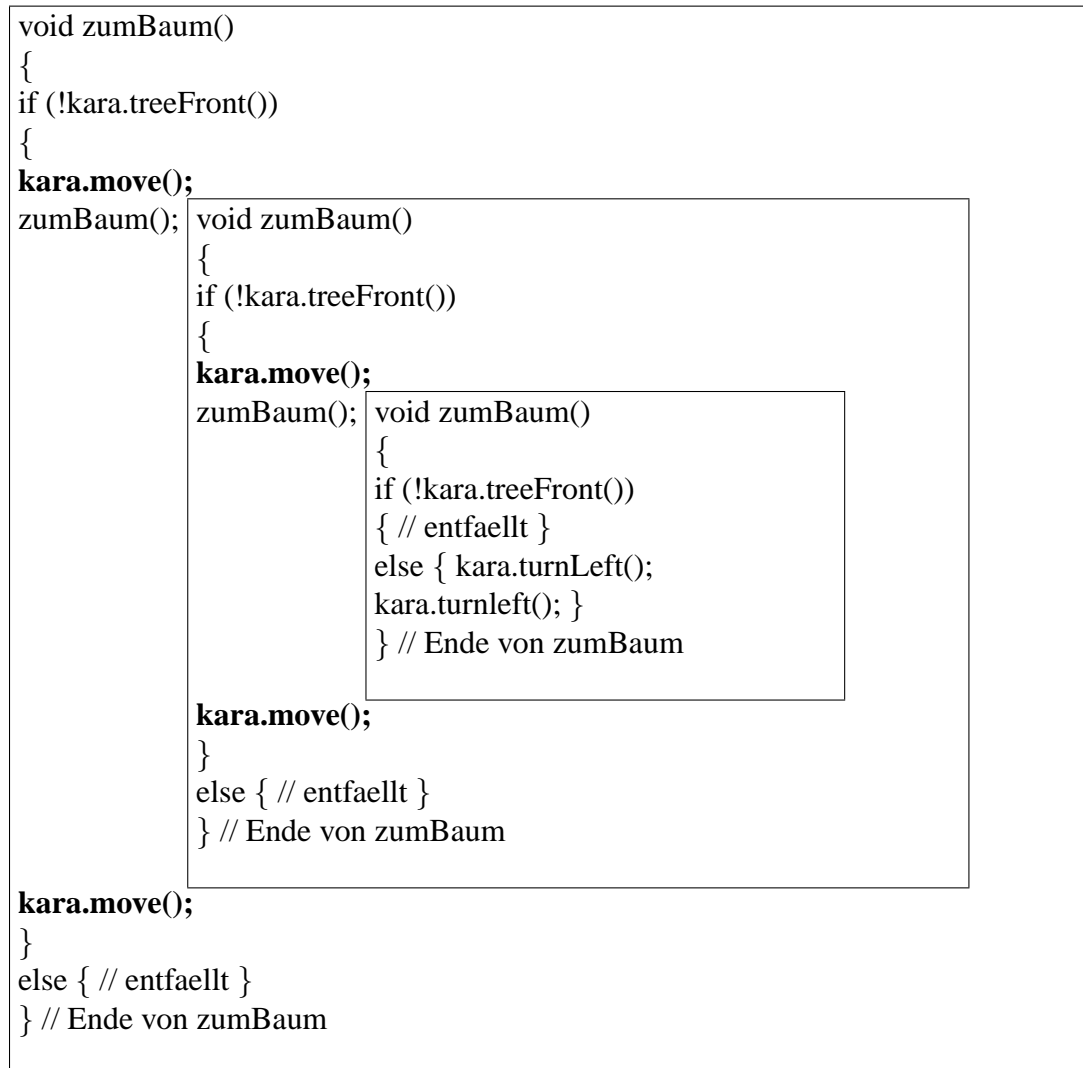 void zumBaum()
{
if (!kara.treeFront())
{
kara.move();
zumBaum(); void zumBaum()
{
if (!kara.treeFront())
{
kara.move();
zumBaum(); void zumBaum()
{
if (!kara.treeFront())
{ // entfaellt }
else { kara.turnLeft();
kara.turnleft(); }
} // Ende von zumBaum
kara.move();
}
else { // entfaellt }
} // Ende von zumBaum
kara.move();
}
else { // entfaellt }
} // Ende von zumBaum